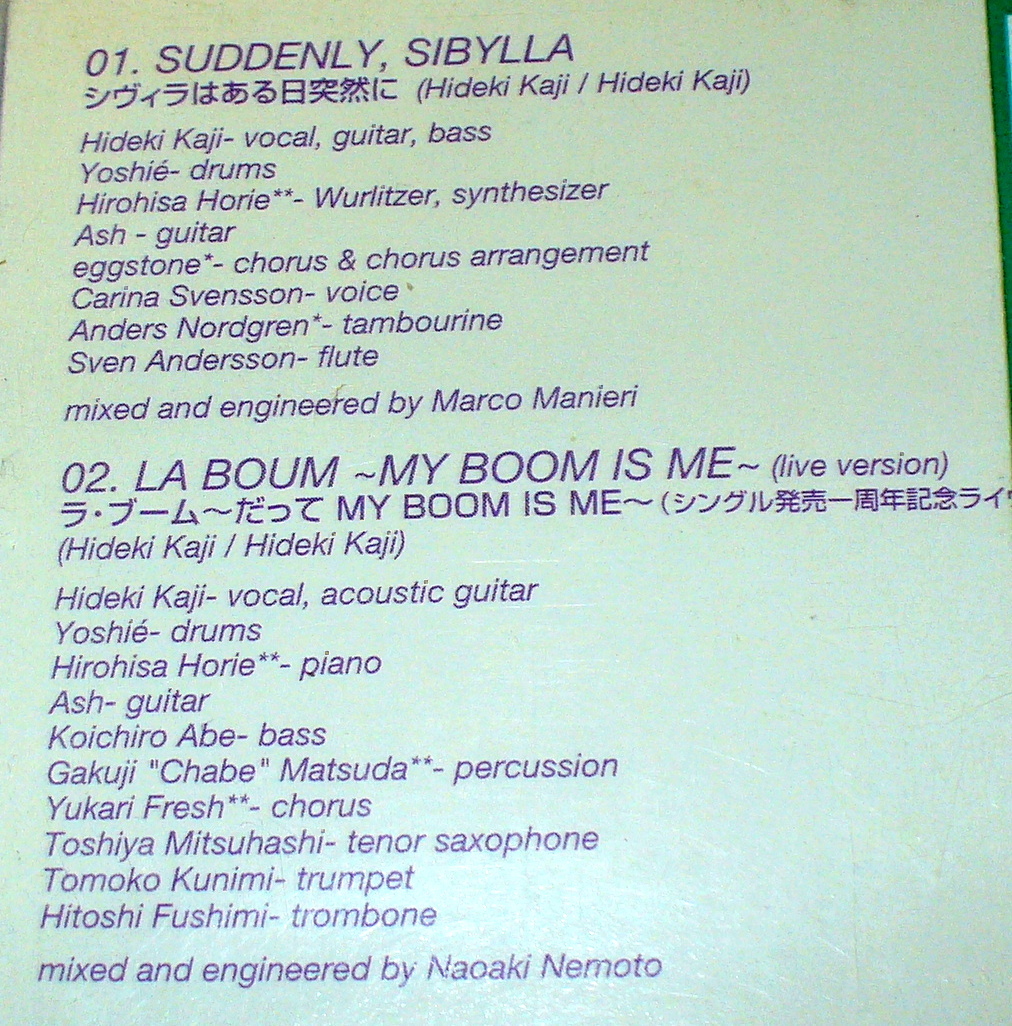 01. SUDDENLY, SIBYLLA
シヴィラはある日突然に (Hideki Kaji / Hideki Kaji)
Hideki Kaji- vocal, guitar, bass
Yoshié- drums
Hirohisa Horie**- Wurlitzer, synthesizer
Ash - guitar
eggstone*- chorus & chorus arrangement
Carina Svensson- voice
Anders Nordgren*- tambourine
Sven Andersson- flute
mixed and engineered by Marco Manieri
02. LA BOUM ~MY BOOM IS ME~ (live version)
ラ・ブーム〜だって MY BOOM IS ME〜 (シングル発売一周年記念ライ
(Hideki Kaji / Hideki Kaji)
Hideki Kaji- vocal, acoustic guitar
Yoshié- drums
Hirohisa Horie**- piano
Ash- guitar
Koichiro Abe- bass
Gakuji "Chabe" Matsuda**- percussion
Yukari Fresh**- chorus
Toshiya Mitsuhashi- tenor saxophone
Tomoko Kunimi- trumpet
Hitoshi Fushimi- trombone
mixed and engineered by Naoaki Nemoto